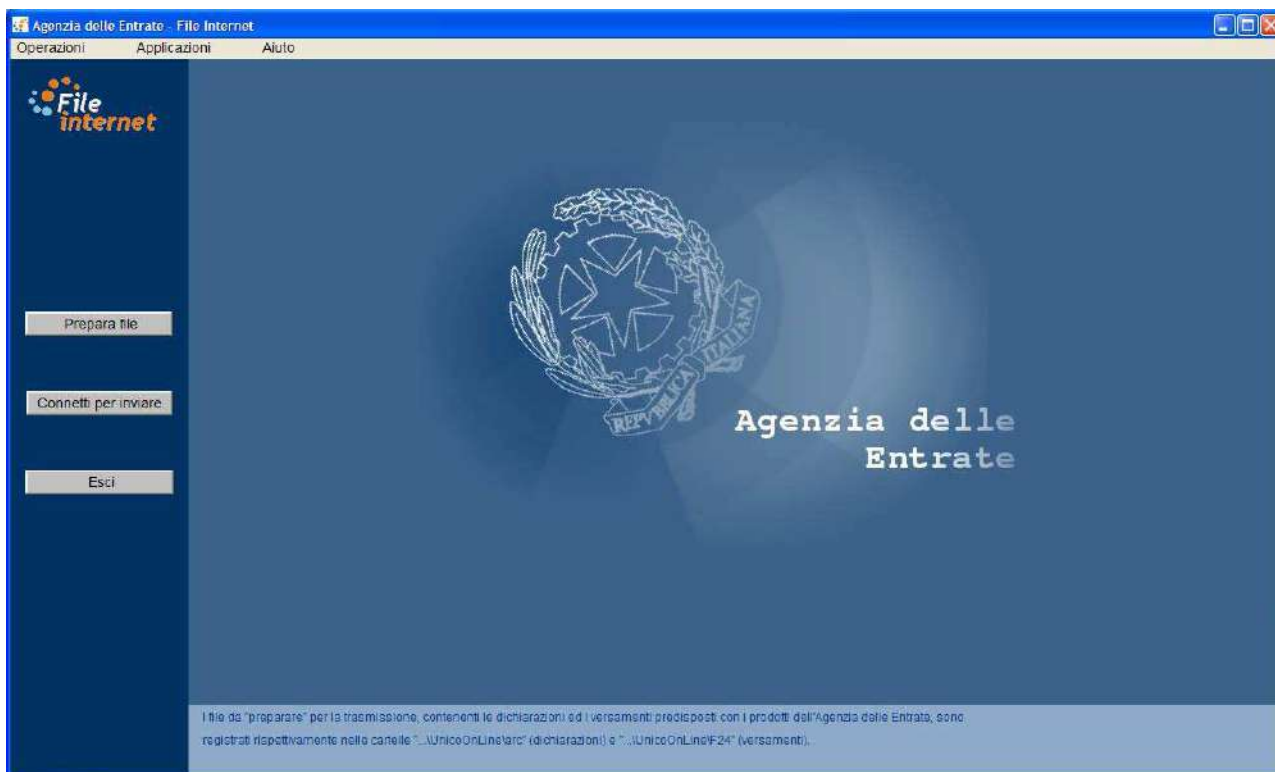 Agenzia delle Entrate - File Internet
Operazioni Applicazioni Aiuto
File
internet
Prepara file
Connetti per inviare
Esci
REPVBBLICA ITALIANA
Agenzia delle
Entrate
I file da "preparare" per la trasmissione, contenenti le dichiarazioni ed i versamenti predisposti con i prodotti dell'Agenzia delle Entrate, sono
registrati rispettivamente nelle cartelle "...\UnicoOnLine\arc" (dichiarazioni) e "...\UnicoOnLine\F24" (versamenti).